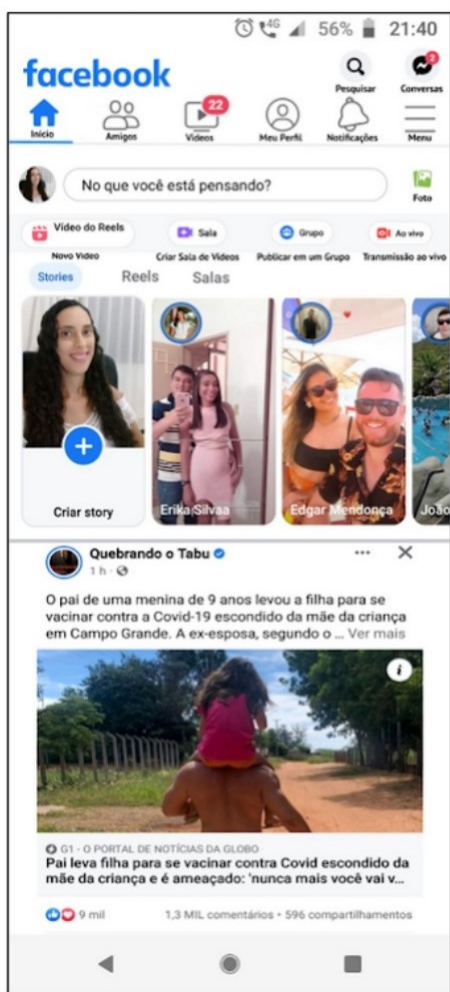 4G 56% 21:40
facebook
Pesquisar
2
Conversas
22
Início
Amigos
Vídeos
Meu Perfil
Notificações
Menu
No que você está pensando?
Foto
Vídeo do Reels
Sala
Grupo
Ao vivo
Novo Vídeo
Criar Sala de Vídeos
Publicar em um Grupo
Transmissão ao vivo
Stories
Reels
Salas
Criar story
Erika Silvaa
Edgar Mendonça
João
Quebrando o Tabu
1 h
O pai de uma menina de 9 anos levou a filha para se
vacinar contra a Covid-19 escondido da mãe da criança
em Campo Grande. A ex-esposa, segundo o ... Ver mais
G1 - O PORTAL DE NOTÍCIAS DA GLOBO
Pai leva filha para se vacinar contra Covid escondido da
mãe da criança e é ameaçado: 'nunca mais você vai v...
9 mil
1,3 MIL comentários • 596 compartilhamentos